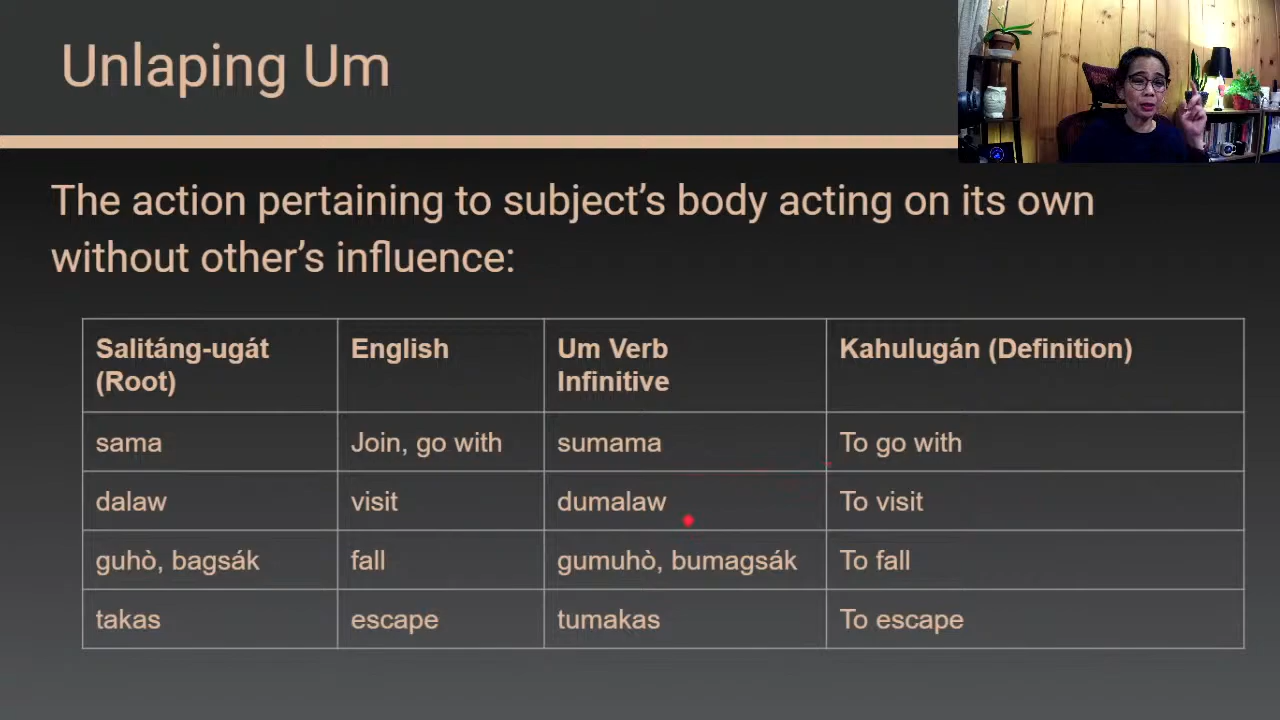 Unlaping Um
The action pertaining to subject’s body acting on its own
without other’s influence:
Salitáng-ugát
(Root)
English
Um Verb
Infinitive
Kahulugán (Definition)
sama
Join, go with
sumama
To go with
dalaw
visit
dumalaw
To visit
guhò, bagsák
fall
gumuhò, bumagsák
To fall
takas
escape
tumakas
To escape